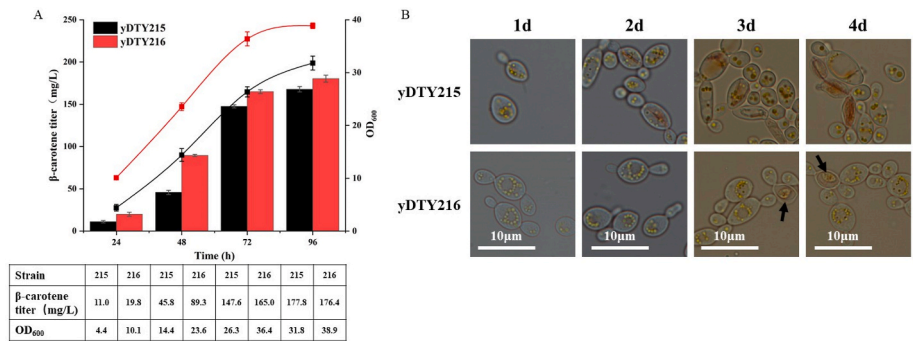 A
yDTY215
yDTY216
β-carotene titer (mg/L)
250
200
150
100
50
0
40
30
20
10
0
OD600
24 48 72 96
Time (h)
Strain 215 216 215 216 215 216 215 216
β-carotene titer (mg/L) 11.0 19.8 45.8 89.3 147.6 165.0 177.8 176.4
OD600 4.4 10.1 14.4 23.6 26.3 36.4 31.8 38.9
B
1d 2d 3d 4d
yDTY215
yDTY216
10μm 10μm 10μm 10μm